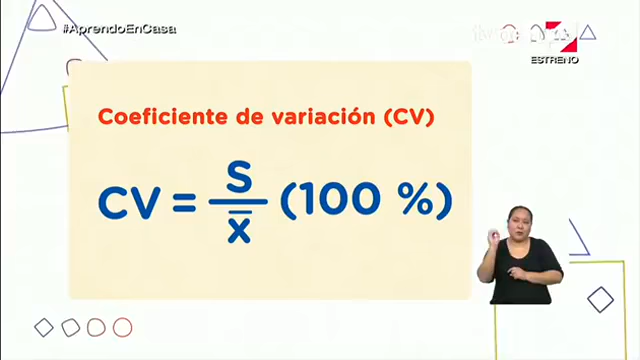 #AprendoEnCasa
ESTRENO
Coeficiente de variación (CV)
CV = S / x̄ (100 %)